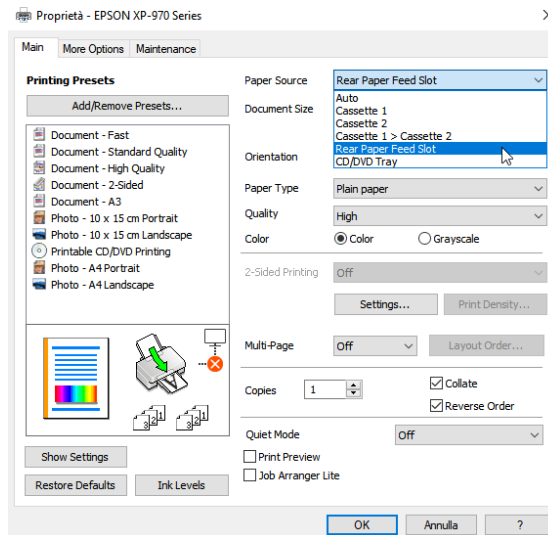 Proprietà - EPSON XP-970 Series
Main More Options Maintenance
Printing Presets
Add/Remove Presets...
Document - Fast
Document - Standard Quality
Document - High Quality
Document - 2-Sided
Document - A3
Photo - 10 x 15 cm Portrait
Photo - 10 x 15 cm Landscape
Printable CD/DVD Printing
Photo - A4 Portrait
Photo - A4 Landscape
Show Settings
Restore Defaults Ink Levels
Paper Source Rear Paper Feed Slot
Auto
Cassette 1
Cassette 2
Cassette 1 > Cassette 2
Rear Paper Feed Slot
CD/DVD Tray
Document Size
Orientation
Paper Type Plain paper
Quality High
Color Color Grayscale
2-Sided Printing Off
Settings... Print Density...
Multi-Page Off Layout Order...
Copies 1 Collate
Reverse Order
Quiet Mode Off
Print Preview
Job Arranger Lite
OK Annulla ?